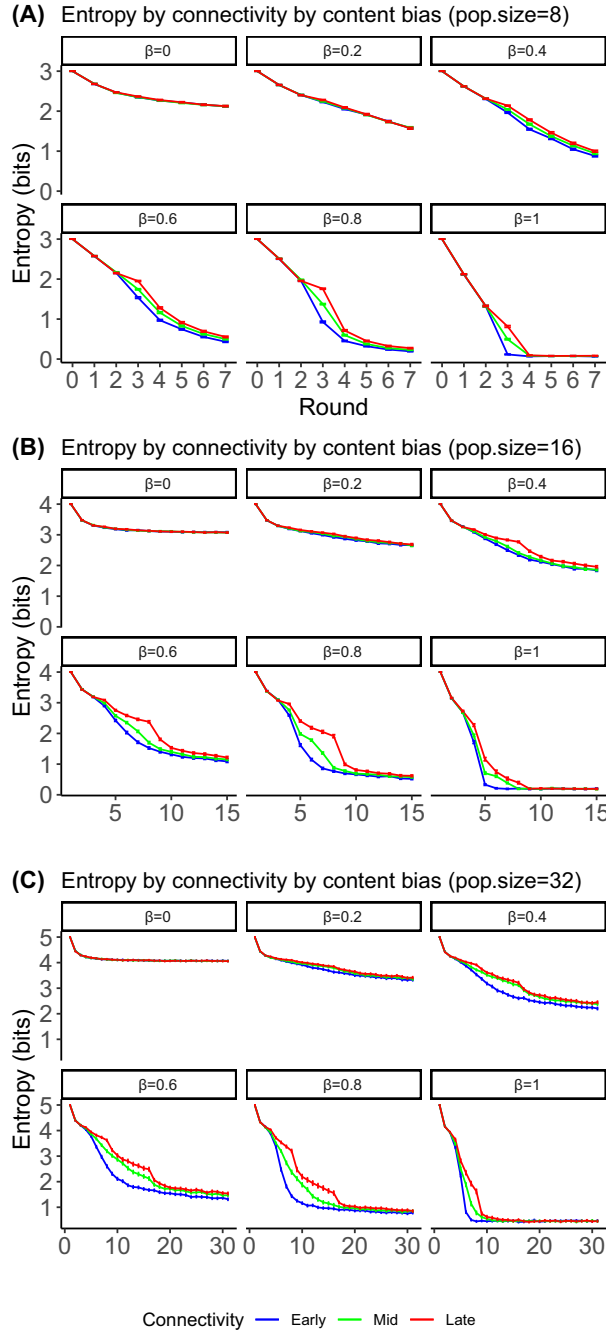 (A) Entropy by connectivity by content bias (pop.size=8)
β=0 β=0.2 β=0.4
3
2
1
0
β=0.6 β=0.8 β=1
3
2
1
0
Entropy (bits)
0 1 2 3 4 5 6 7 0 1 2 3 4 5 6 7 0 1 2 3 4 5 6 7
Round
(B) Entropy by connectivity by content bias (pop.size=16)
β=0 β=0.2 β=0.4
4
3
2
1
0
β=0.6 β=0.8 β=1
4
3
2
1
0
Entropy (bits)
5 10 15 5 10 15 5 10 15
(C) Entropy by connectivity by content bias (pop.size=32)
β=0 β=0.2 β=0.4
5
4
3
2
1
β=0.6 β=0.8 β=1
5
4
3
2
1
Entropy (bits)
0 10 20 30 0 10 20 30 0 10 20 30
Connectivity Early Mid Late